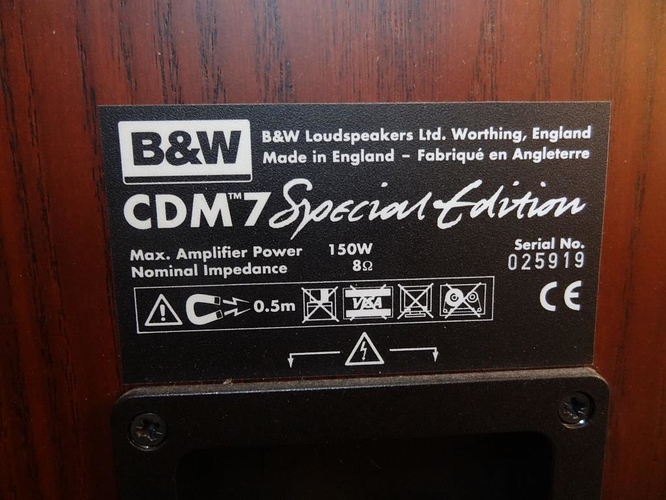 B&W
B&W Loudspeakers Ltd. Worthing, England
Made in England – Fabriqué en Angleterre
CDM™7 Special Edition
Max. Amplifier Power 150W
Nominal Impedance 8Ω
Serial No.
025919
0.5m
VISA
CE